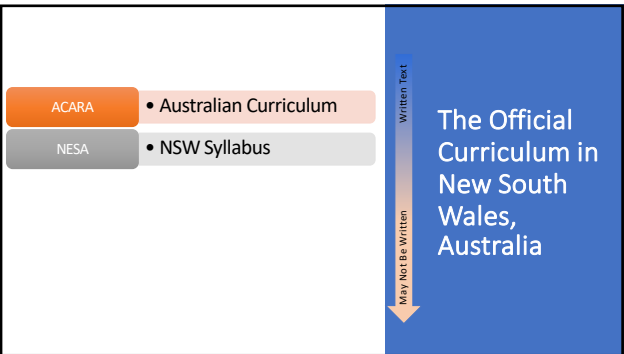 ACARA
• Australian Curriculum
NESA
• NSW Syllabus
Written Text
May Not Be Written
The Official
Curriculum in
New South
Wales,
Australia